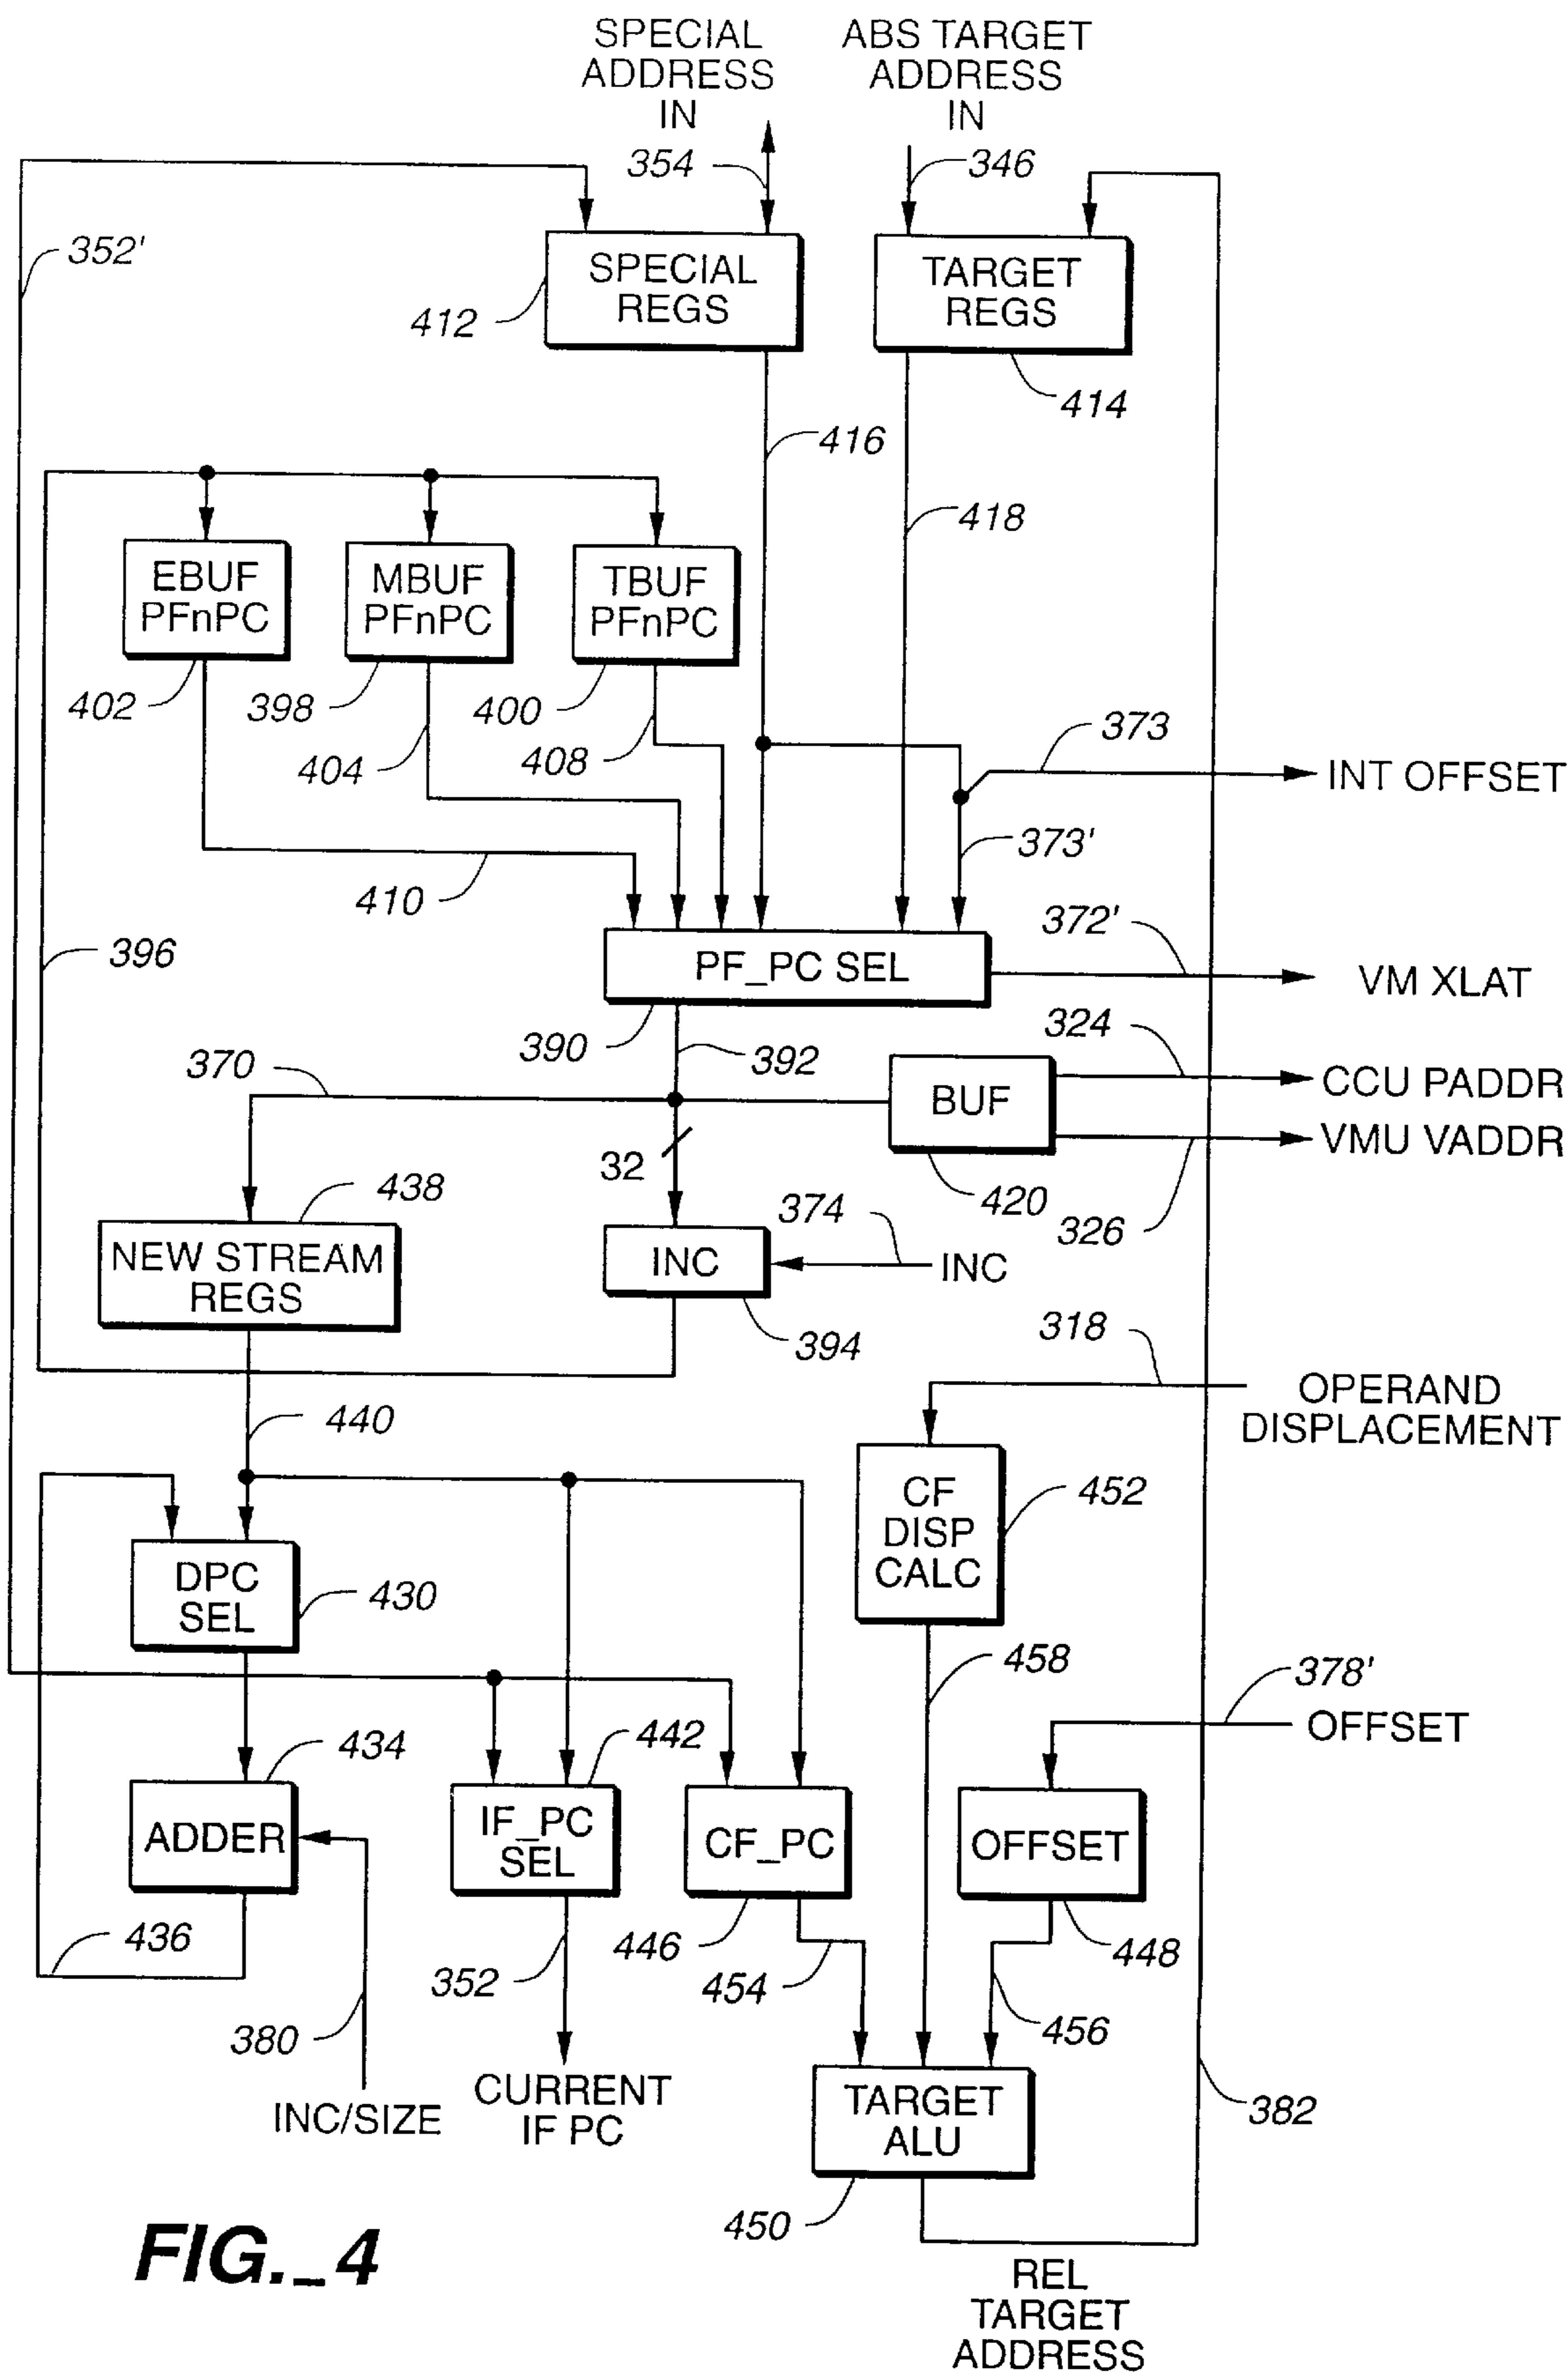 SPECIAL
ADDRESS
IN
ABS TARGET
ADDRESS
IN
354
346
352'
SPECIAL
REGS
TARGET
REGS
412
414
416
418
EBUF
PFnPC
MBUF
PFnPC
TBUF
PFnPC
402
398
400
404
408
373
INT OFFSET
373'
410
396
372'
PF_PC SEL
VM XLAT
390
392
324
370
BUF
CCU PADDR
VMU VADDR
32
438
420
326
374
NEW STREAM
REGS
INC
INC
394
318
OPERAND
DISPLACEMENT
440
CF
DISP
CALC
452
DPC
SEL
430
458
378'
OFFSET
434
442
ADDER
IF_PC
SEL
CF_PC
OFFSET
436
446
448
352
454
456
380
INC/SIZE
CURRENT
IF PC
TARGET
ALU
382
450
FIG._4
REL
TARGET
ADDRESS